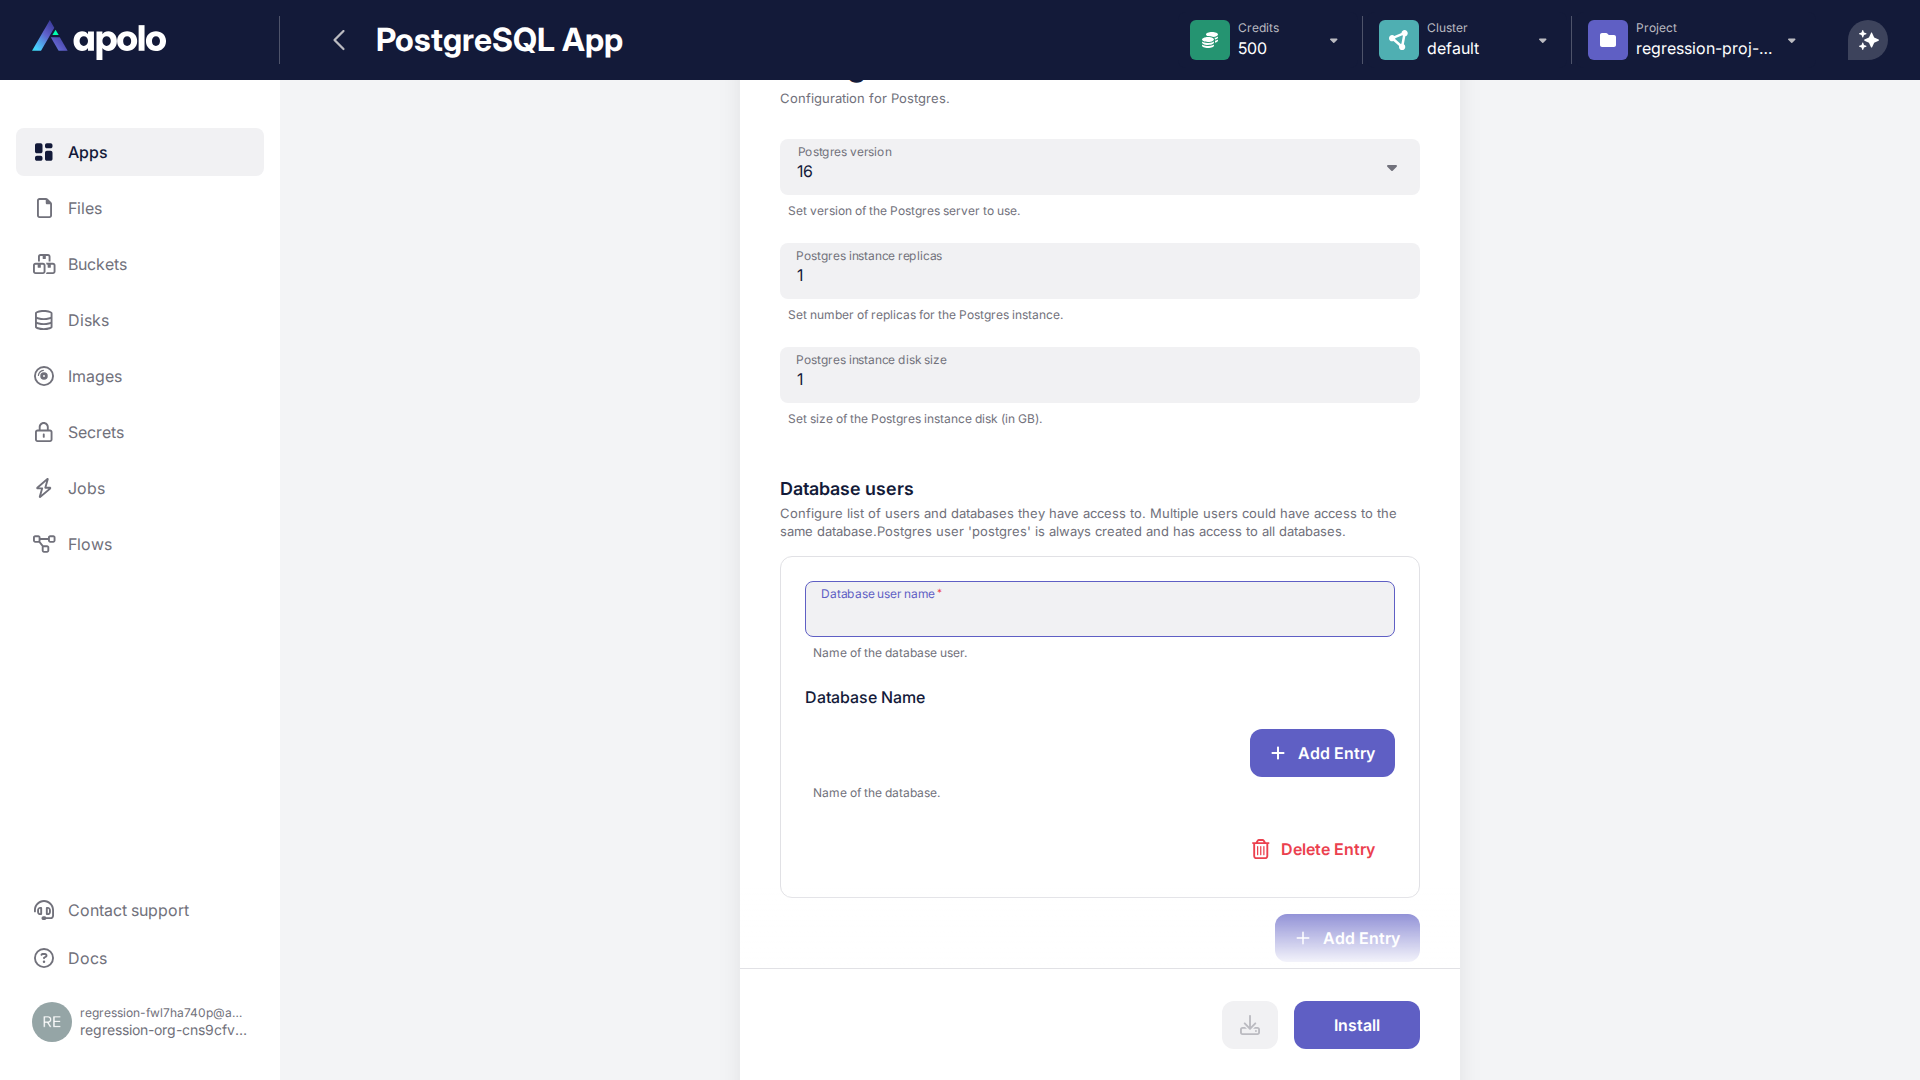 apolo
PostgreSQL App
Credits
500
Cluster
default
Project
regression-proj-...
Apps
Files
Buckets
Disks
Images
Secrets
Jobs
Flows
Contact support
Docs
RE
regression-fwl7ha740p@a...
regression-org-cns9cfv...
Configuration for Postgres.
Postgres version
16
Set version of the Postgres server to use.
Postgres instance replicas
1
Set number of replicas for the Postgres instance.
Postgres instance disk size
1
Set size of the Postgres instance disk (in GB).
Database users
Configure list of users and databases they have access to. Multiple users could have access to the
same database.Postgres user 'postgres' is always created and has access to all databases.
Database user name *
Name of the database user.
Database Name
Add Entry
Name of the database.
Delete Entry
Add Entry
Install